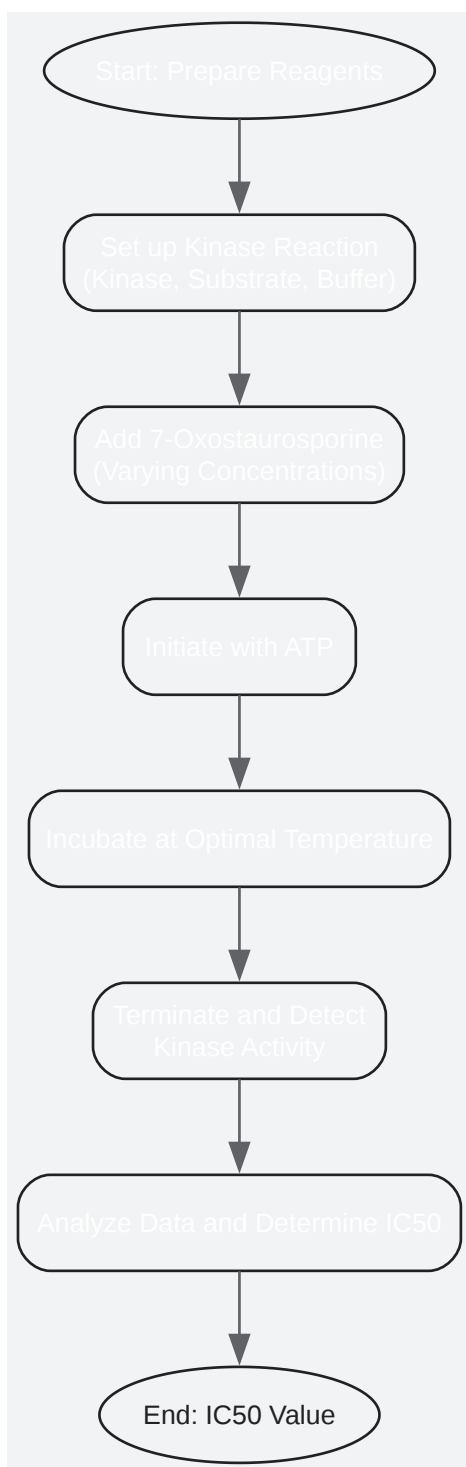 Start: Prepare Reagents
Set up Kinase Reaction
(Kinase, Substrate, Buffer)
Add 7-Oxostaurosporine
(Varying Concentrations)
Initiate with ATP
Incubate at Optimal Temperature
Terminate and Detect
Kinase Activity
Analyze Data and Determine IC50
End: IC50 Value